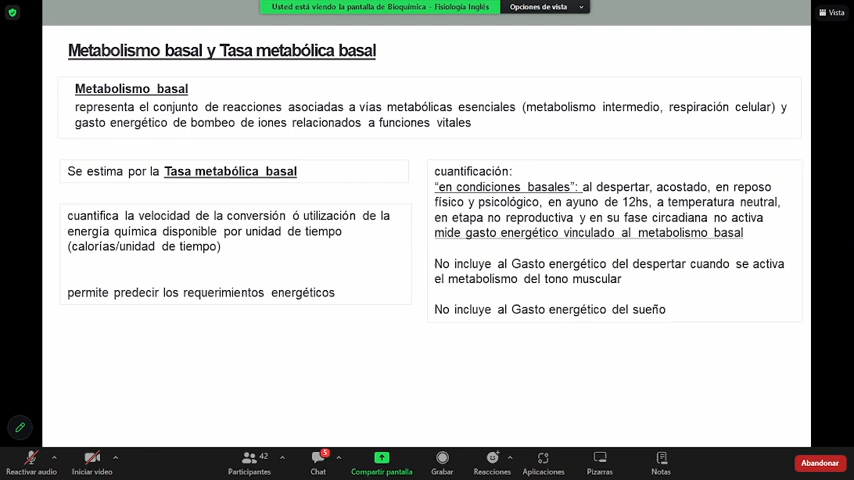 Usted está viendo la pantalla de Bioquímica - Fisiología Inglés
Opciones de vista
Vista
Metabolismo basal y Tasa metabólica basal
Metabolismo basal
representa el conjunto de reacciones asociadas a vías metabólicas esenciales (metabolismo intermedio, respiración celular) y
gasto energético de bombeo de iones relacionados a funciones vitales
Se estima por la Tasa metabólica basal
cuantifica la velocidad de la conversión ó utilización de la
energía química disponible por unidad de tiempo
(calorías/unidad de tiempo)
permite predecir los requerimientos energéticos
cuantificación:
“en condiciones basales”: al despertar, acostado, en reposo
físico y psicológico, en ayuno de 12hs, a temperatura neutral,
en etapa no reproductiva y en su fase circadiana no activa
mide gasto energético vinculado al metabolismo basal
No incluye al Gasto energético del despertar cuando se activa
el metabolismo del tono muscular
No incluye al Gasto energético del sueño
Reactivar audio
Iniciar video
42
Participantes
5
Chat
Compartir pantalla
Grabar
Reacciones
Aplicaciones
Pizarras
Notas
Abandonar